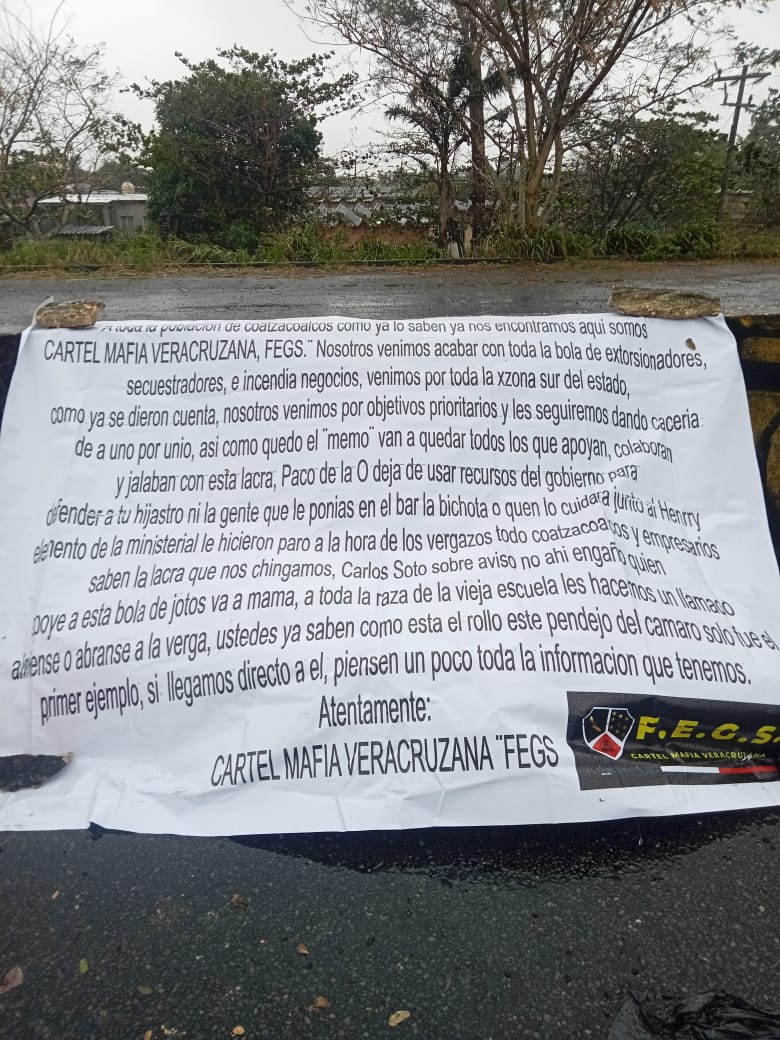 A toda la población de coatzacoalcos como ya lo saben ya nos encontramos aqui somos
CARTEL MAFIA VERACRUZANA, FEGS.¨ Nosotros venimos acabar con toda la bola de extorsionadores,
secuestradores, e incendia negocios, venimos por toda la xzona sur del estado,
como ya se dieron cuenta, nosotros venimos por objetivos prioritarios y les seguiremos dando caceria
de a uno por unio, asi como quedo el ¨memo¨ van a quedar todos los que apoyan, colaboran
y jalaban con esta lacra, Paco de la O deja de usar recursos del gobierno para
defender a tu hijastro ni la gente que le ponias en el bar la bichota o quen lo cuidara juntó al Henrry
elemento de la ministerial le hicieron paro a la hora de los vergazos todo coatzacoalcos y empresarios
saben la lacra que nos chingamos, Carlos Soto sobre aviso no ahi engaño quien
poye a esta bola de jotos va a mama, a toda la raza de la vieja escuela les hacemos un llamado
o abranse a la verga, ustedes ya saben como esta el rollo este pendejo del camaro solo fue el
primer ejemplo, si llegamos directo a el, piensen un poco toda la informacion que tenemos.
Atentamente:
CARTEL MAFIA VERACRUZANA ¨FEGS
F.E.G.S.
CARTEL MAFIA VERACRUZANA